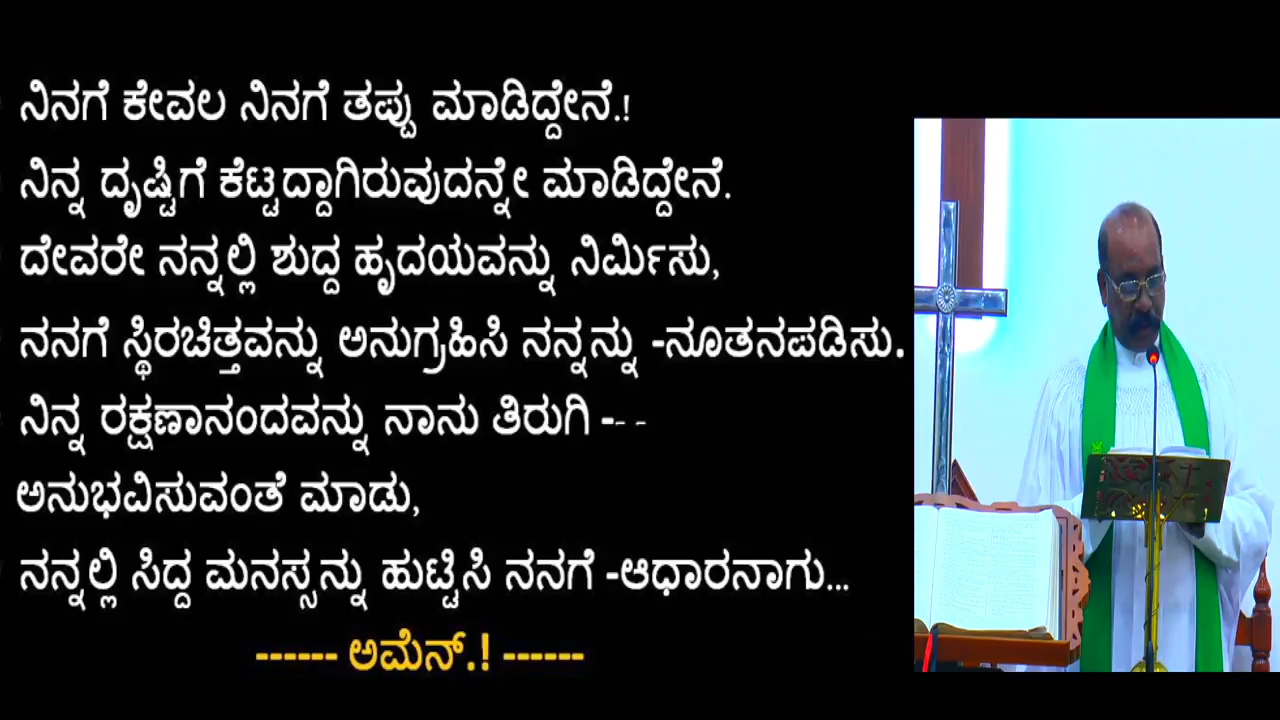 ನಿನಗೆ ಕೇವಲ ನಿನಗೆ ತಪ್ಪು ಮಾಡಿದ್ದೇನೆ.!
ನಿನ್ನ ದೃಷ್ಟಿಗೆ ಕೆಟ್ಟದ್ದಾಗಿರುವುದನ್ನೇ ಮಾಡಿದ್ದೇನೆ.
ದೇವರೇ ನನ್ನಲ್ಲಿ ಶುದ್ದ ಹೃದಯವನ್ನು ನಿರ್ಮಿಸು,
ನನಗೆ ಸ್ಥಿರಚಿತ್ತವನ್ನು ಅನುಗ್ರಹಿಸಿ ನನ್ನನ್ನು -ನೂತನಪಡಿಸು.
ನಿನ್ನ ರಕ್ಷಣಾನಂದವನ್ನು ನಾನು ತಿರುಗಿ -- -
ಅನುಭವಿಸುವಂತೆ ಮಾಡು,
ನನ್ನಲ್ಲಿ ಸಿದ್ದ ಮನಸ್ಸನ್ನು ಹುಟ್ಟಿಸಿ ನನಗೆ -ಆಧಾರನಾಗು...
------ ಅಮೆನ್.! ------